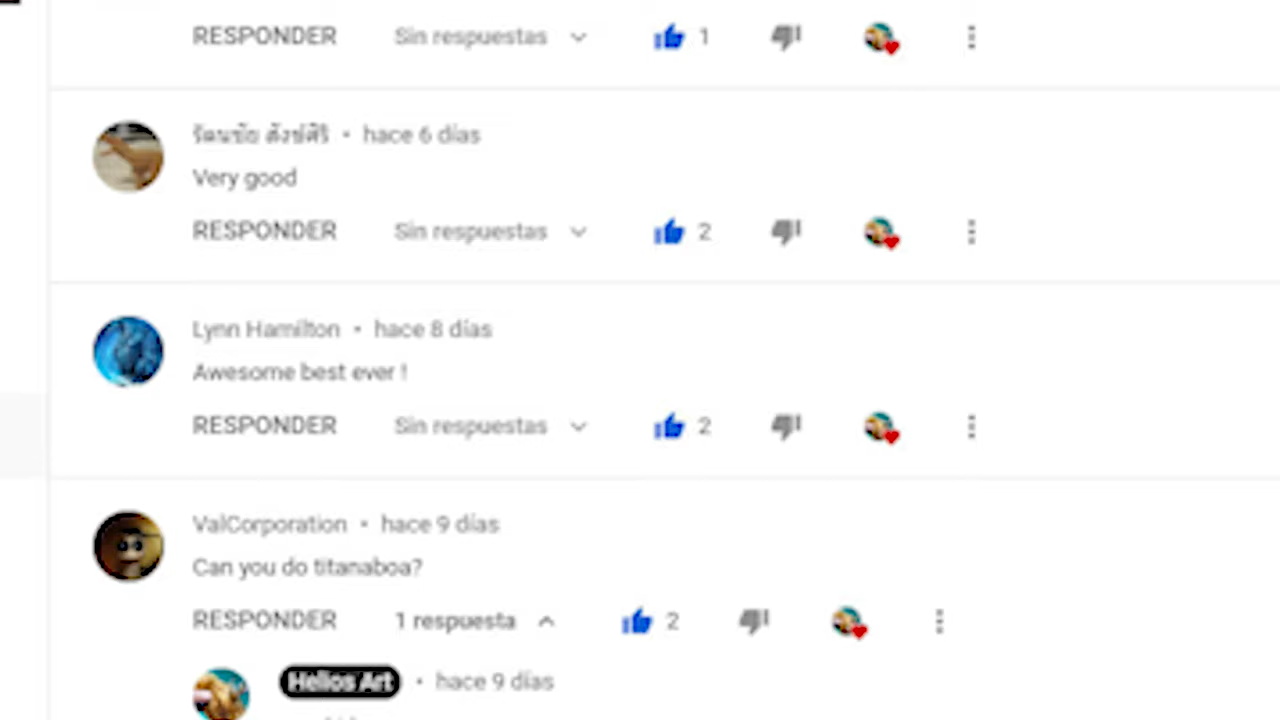 RESPONDER Sin respuestas 1
hace 6 días
Very good
RESPONDER Sin respuestas 2
Lynn Hamilton • hace 8 días
Awesome best ever !
RESPONDER Sin respuestas 2
ValCorporation • hace 9 días
Can you do titanaboa?
RESPONDER 1 respuesta 2
Helios Art • hace 9 días